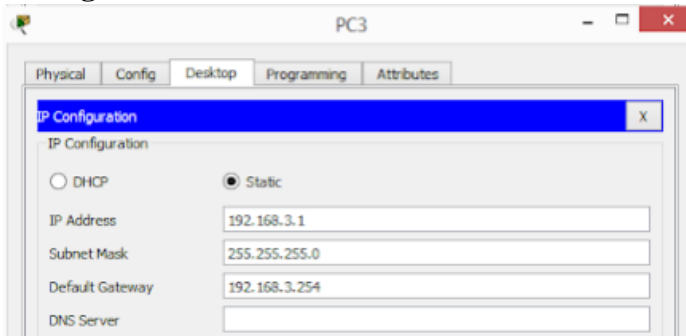 PC3
Physical Config Desktop Programming Attributes
IP Configuration X
IP Configuration
DHCP Static
IP Address 192.168.3.1
Subnet Mask 255.255.255.0
Default Gateway 192.168.3.254
DNS Server